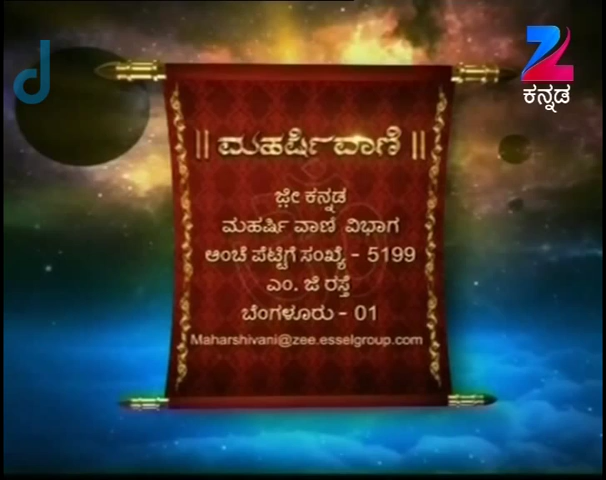 Z
ಕನ್ನಡ
|| ಮಹರ್ಷಿವಾಣಿ ||
ಜ಼ೀ ಕನ್ನಡ
ಮಹರ್ಷಿ ವಾಣಿ ವಿಭಾಗ
ಅಂಚೆ ಪೆಟ್ಟಿಗೆ ಸಂಖ್ಯೆ - 5199
ಎಂ. ಜಿ ರಸ್ತೆ
ಬೆಂಗಳೂರು - 01
Maharshivani@zee.esselgroup.com